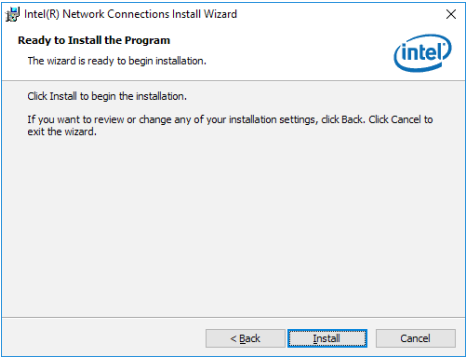 Intel(R) Network Connections Install Wizard
Ready to Install the Program
The wizard is ready to begin installation.
intel
Click Install to begin the installation.
If you want to review or change any of your installation settings, click Back. Click Cancel to
exit the wizard.
< Back
Install
Cancel